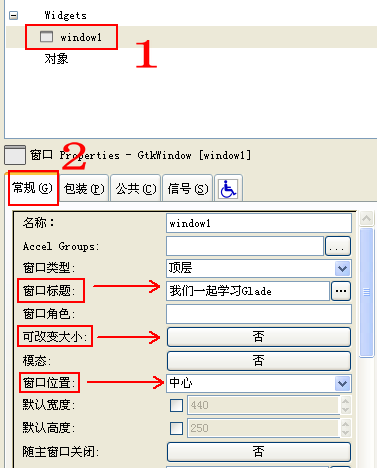 Widgets
window1
1
对象
窗口 Properties - GtkWindow [window1]
2
常规(G) 包装(P) 公共(C) 信号(S)
名称： window1
Accel Groups: ...
窗口类型: 顶层
窗口标题: 我们一起学习Glade ...
窗口角色:
可改变大小: 否
模态: 否
窗口位置: 中心
默认宽度: 440
默认高度: 250
随主窗口关闭: 否